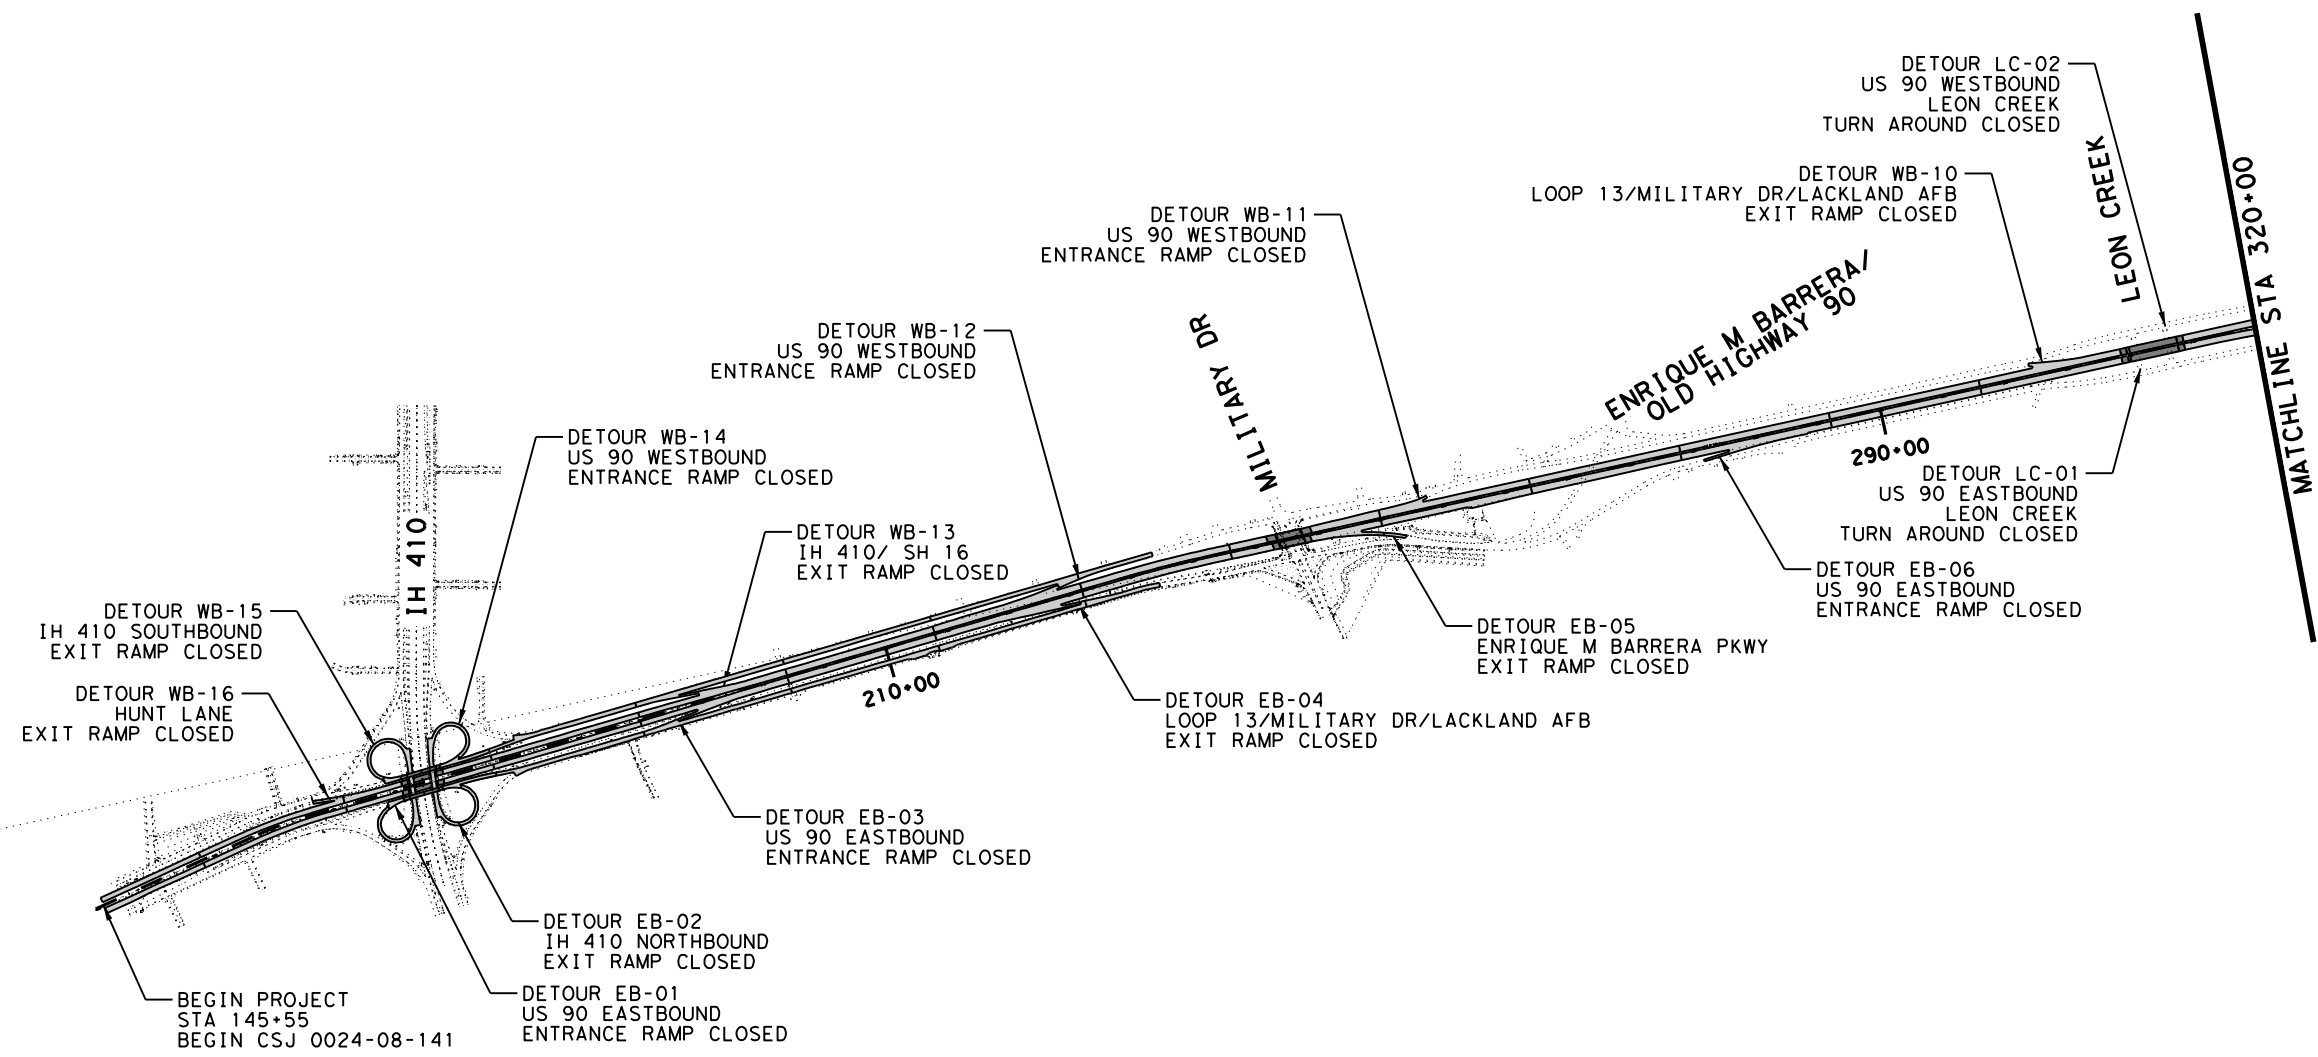 DETOUR LC-02
US 90 WESTBOUND
LEON CREEK
TURN AROUND CLOSED
LEON CREEK
MATCHLINE STA 320+00
DETOUR WB-10
LOOP 13/MILITARY DR/LACKLAND AFB
EXIT RAMP CLOSED
DETOUR WB-11
US 90 WESTBOUND
ENTRANCE RAMP CLOSED
ENRIQUE M BARRERA/
OLD HIGHWAY 90
MILITARY DR
DETOUR WB-12
US 90 WESTBOUND
ENTRANCE RAMP CLOSED
DETOUR WB-14
US 90 WESTBOUND
ENTRANCE RAMP CLOSED
290+00
DETOUR LC-01
US 90 EASTBOUND
LEON CREEK
TURN AROUND CLOSED
IH 410
DETOUR WB-13
IH 410/ SH 16
EXIT RAMP CLOSED
DETOUR EB-06
US 90 EASTBOUND
ENTRANCE RAMP CLOSED
DETOUR WB-15
IH 410 SOUTHBOUND
EXIT RAMP CLOSED
DETOUR EB-05
ENRIQUE M BARRERA PKWY
EXIT RAMP CLOSED
DETOUR WB-16
HUNT LANE
EXIT RAMP CLOSED
210+00
DETOUR EB-04
LOOP 13/MILITARY DR/LACKLAND AFB
EXIT RAMP CLOSED
DETOUR EB-03
US 90 EASTBOUND
ENTRANCE RAMP CLOSED
DETOUR EB-02
IH 410 NORTHBOUND
EXIT RAMP CLOSED
DETOUR EB-01
US 90 EASTBOUND
ENTRANCE RAMP CLOSED
BEGIN PROJECT
STA 145+55
BEGIN CSJ 0024-08-141